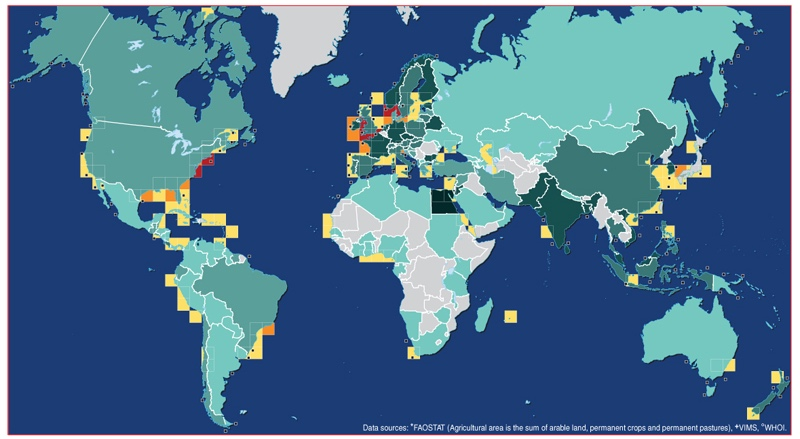 Data sources: *FAOSTAT (Agricultural area is the sum of arable land, permanent crops and permanent pastures), +VIMS, °WHOI.